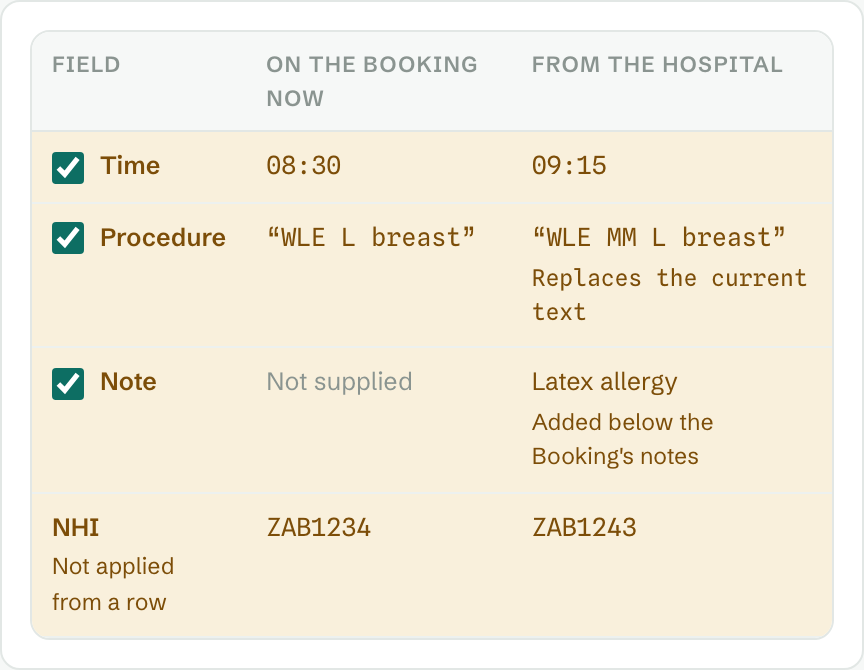 FIELD ON THE BOOKING NOW FROM THE HOSPITAL
Time 08:30 09:15
Procedure “WLE L breast” “WLE MM L breast”
Replaces the current
text
Note Not supplied Latex allergy
Added below the
Booking's notes
NHI ZAB1234 ZAB1243
Not applied
from a row